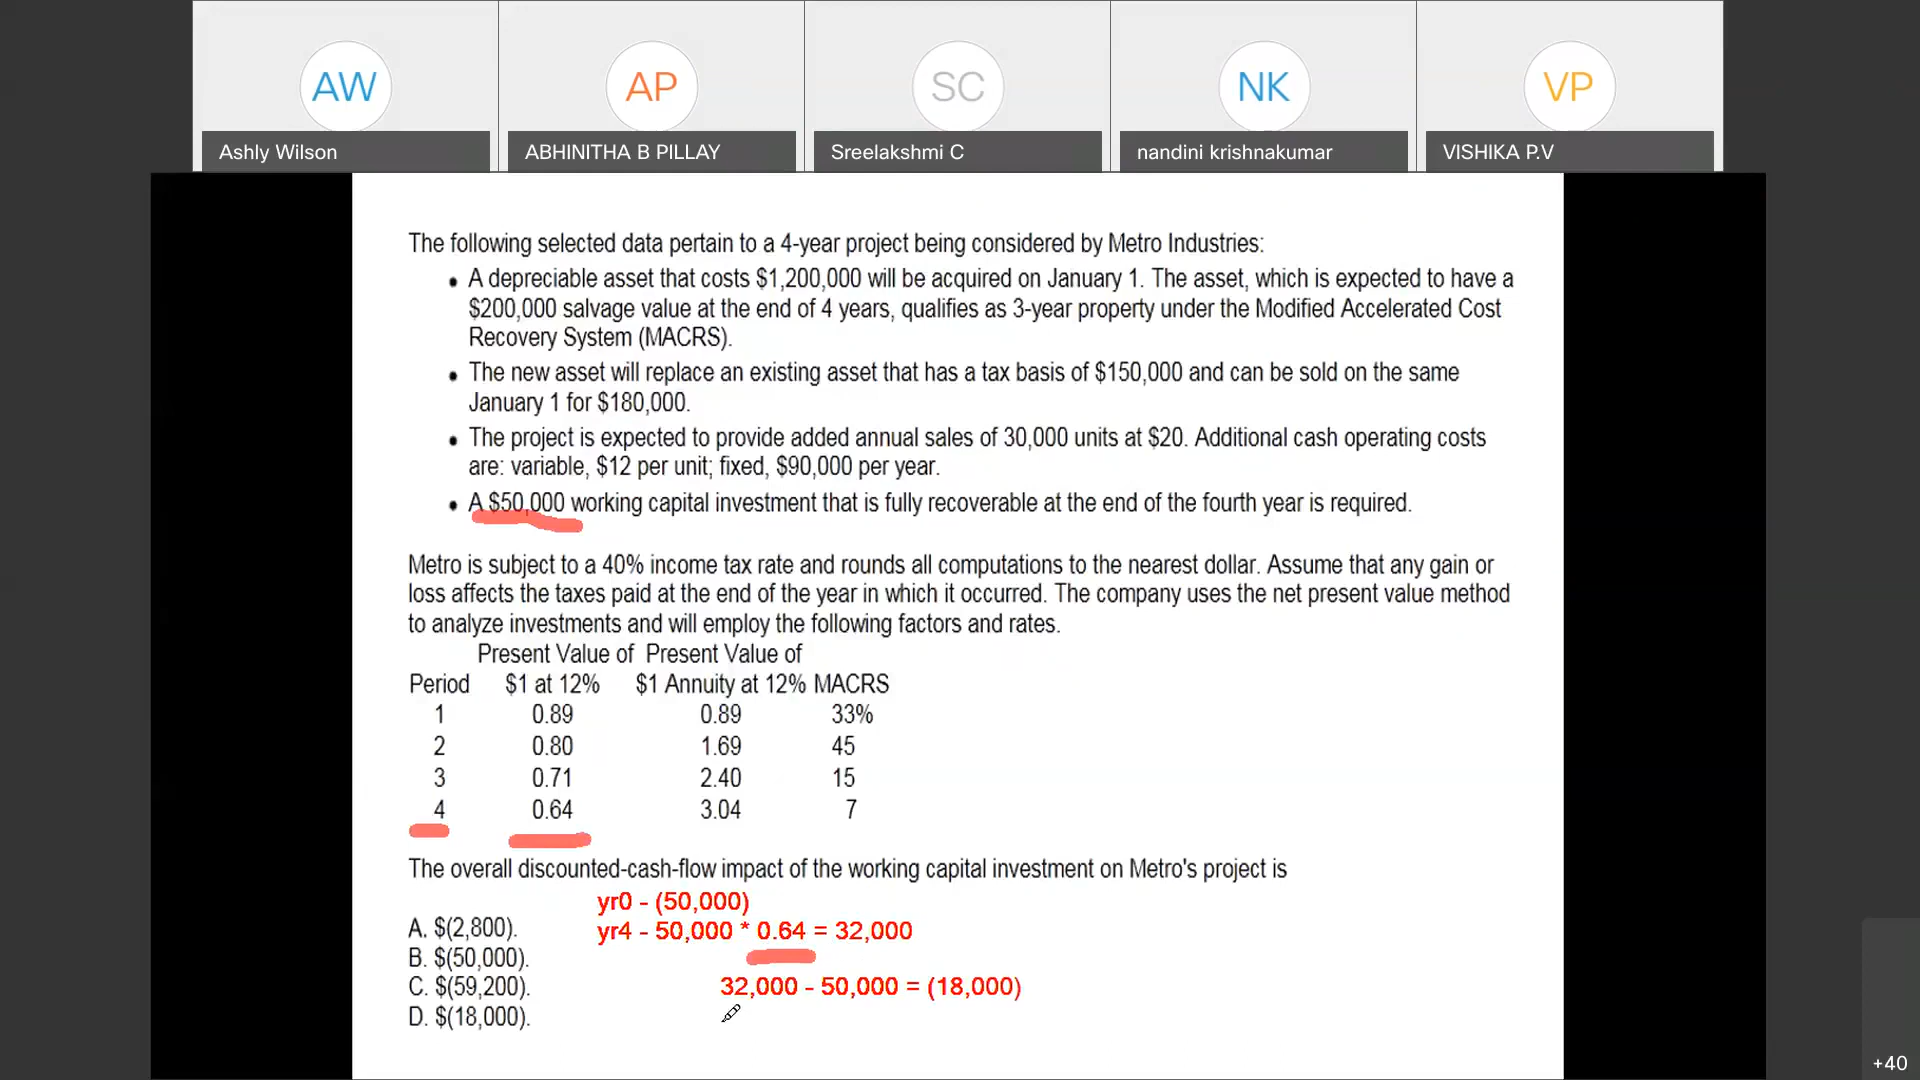 AW AP SC NK VP
Ashly Wilson ABHINITHA B PILLAY Sreelakshmi C nandini krishnakumar VISHIKA P.V
The following selected data pertain to a 4-year project being considered by Metro Industries:
• A depreciable asset that costs $1,200,000 will be acquired on January 1. The asset, which is expected to have a
$200,000 salvage value at the end of 4 years, qualifies as 3-year property under the Modified Accelerated Cost
Recovery System (MACRS).
• The new asset will replace an existing asset that has a tax basis of $150,000 and can be sold on the same
January 1 for $180,000.
• The project is expected to provide added annual sales of 30,000 units at $20. Additional cash operating costs
are: variable, $12 per unit; fixed, $90,000 per year.
• A $50,000 working capital investment that is fully recoverable at the end of the fourth year is required.
Metro is subject to a 40% income tax rate and rounds all computations to the nearest dollar. Assume that any gain or
loss affects the taxes paid at the end of the year in which it occurred. The company uses the net present value method
to analyze investments and will employ the following factors and rates.
Present Value of Present Value of
Period $1 at 12% $1 Annuity at 12% MACRS
1 0.89 0.89 33%
2 0.80 1.69 45
3 0.71 2.40 15
4 0.64 3.04 7
The overall discounted-cash-flow impact of the working capital investment on Metro's project is
yr0 - (50,000)
A. $(2,800). yr4 - 50,000 * 0.64 = 32,000
B. $(50,000).
C. $(59,200). 32,000 - 50,000 = (18,000)
D. $(18,000).
+40